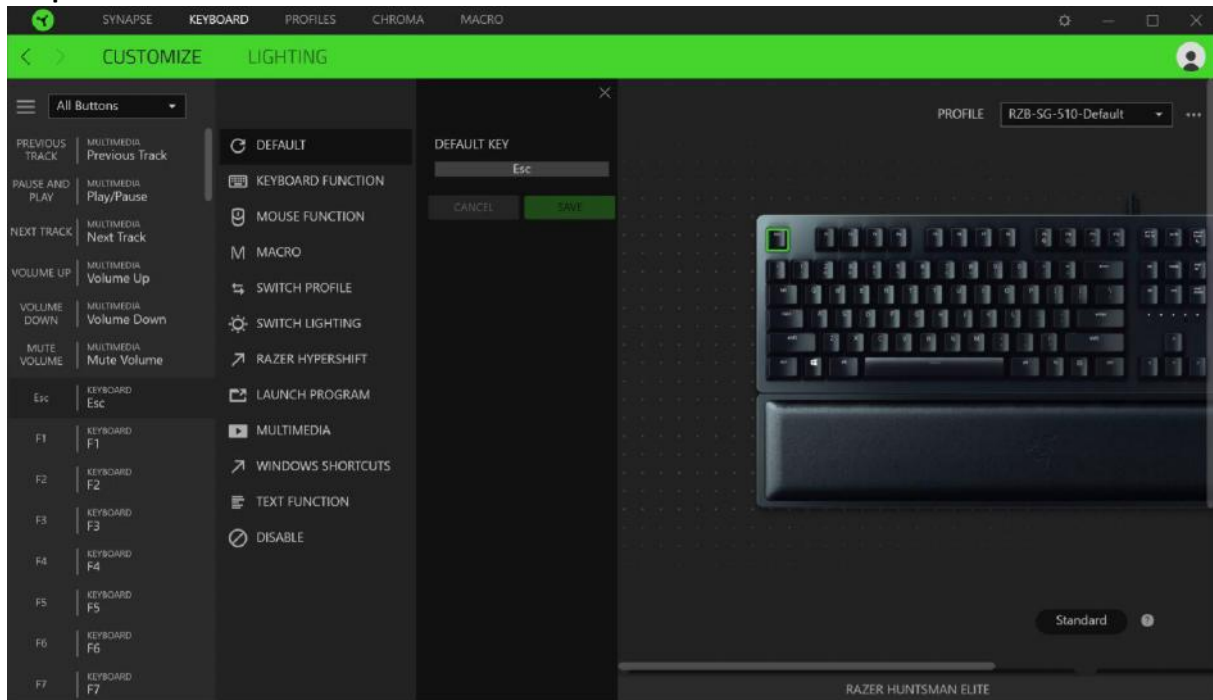 SYNAPSE
KEYBOARD
PROFILES
CHROMA
MACRO
CUSTOMIZE
LIGHTING
All Buttons
PREVIOUS
TRACK
MULTIMEDIA
Previous Track
PAUSE AND
PLAY
MULTIMEDIA
Play/Pause
NEXT TRACK
MULTIMEDIA
Next Track
VOLUME UP
MULTIMEDIA
Volume Up
VOLUME
DOWN
MULTIMEDIA
Volume Down
MUTE
VOLUME
MULTIMEDIA
Mute Volume
Esc
KEYBOARD
Esc
F1
KEYBOARD
F1
F2
KEYBOARD
F2
F3
KEYBOARD
F3
F4
KEYBOARD
F4
F5
KEYBOARD
F5
F6
KEYBOARD
F6
F7
KEYBOARD
F7
DEFAULT
KEYBOARD FUNCTION
MOUSE FUNCTION
MACRO
SWITCH PROFILE
SWITCH LIGHTING
RAZER HYPERSHIFT
LAUNCH PROGRAM
MULTIMEDIA
WINDOWS SHORTCUTS
TEXT FUNCTION
DISABLE
DEFAULT KEY
Esc
CANCEL
SAVE
PROFILE
RZB-SG-510-Default
Standard
RAZER HUNTSMAN ELITE